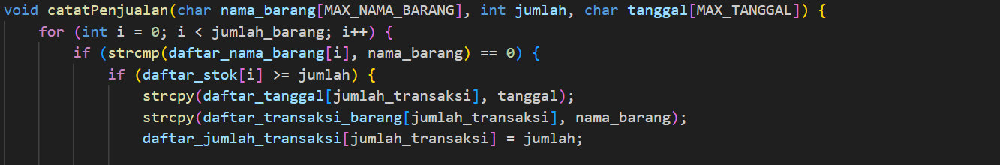 void catatPenjualan(char nama_barang[MAX_NAMA_BARANG], int jumlah, char tanggal[MAX_TANGGAL]) {
    for (int i = 0; i < jumlah_barang; i++) {
        if (strcmp(daftar_nama_barang[i], nama_barang) == 0) {
            if (daftar_stok[i] >= jumlah) {
                strcpy(daftar_tanggal[jumlah_transaksi], tanggal);
                strcpy(daftar_transaksi_barang[jumlah_transaksi], nama_barang);
                daftar_jumlah_transaksi[jumlah_transaksi] = jumlah;